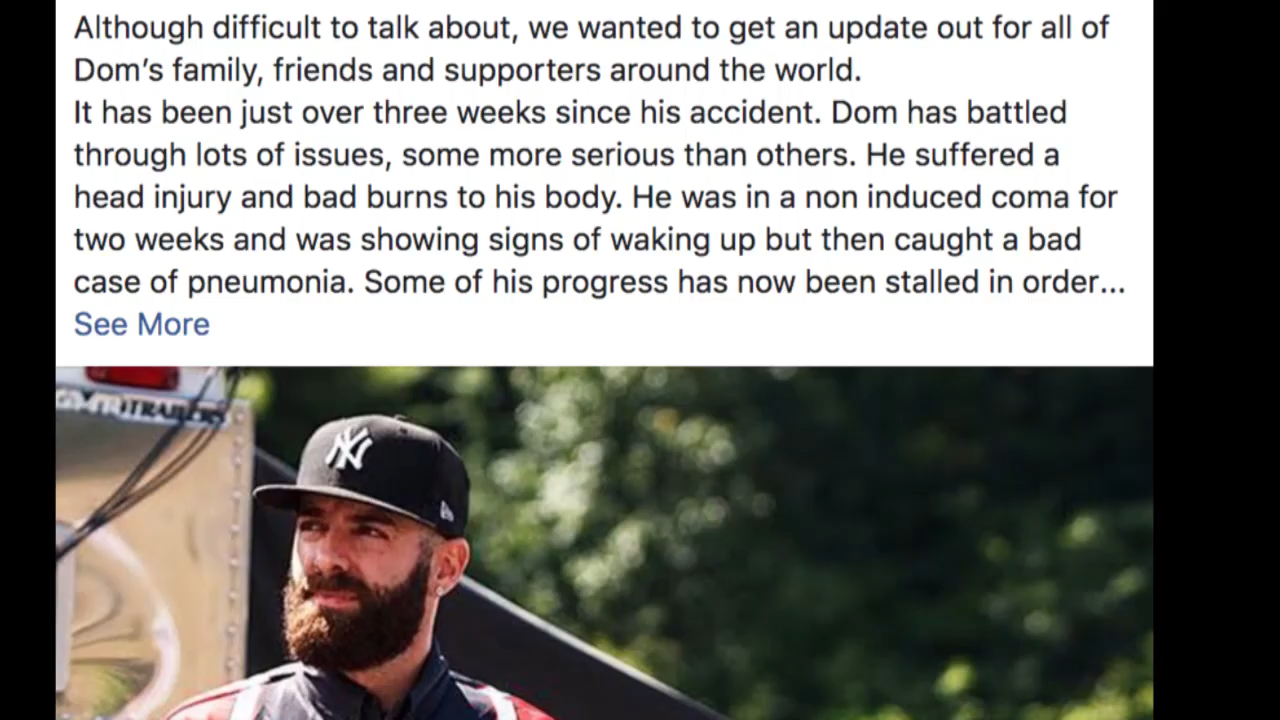 Although difficult to talk about, we wanted to get an update out for all of
Dom’s family, friends and supporters around the world.
It has been just over three weeks since his accident. Dom has battled
through lots of issues, some more serious than others. He suffered a
head injury and bad burns to his body. He was in a non induced coma for
two weeks and was showing signs of waking up but then caught a bad
case of pneumonia. Some of his progress has now been stalled in order...
See More
TRAILERS
NY